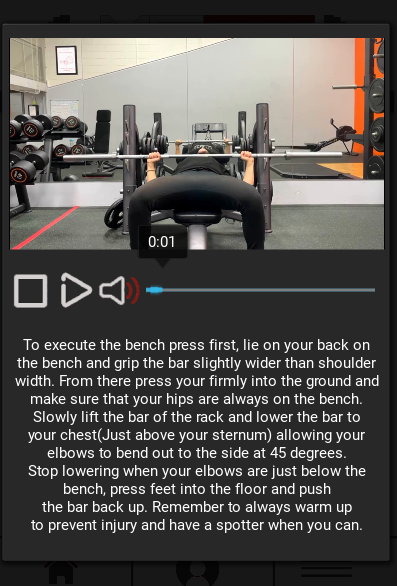 0:01
To execute the bench press first, lie on your back on
the bench and grip the bar slightly wider than shoulder
width. From there press your firmly into the ground and
make sure that your hips are always on the bench.
Slowly lift the bar of the rack and lower the bar to
your chest(Just above your sternum) allowing your
elbows to bend out to the side at 45 degrees.
Stop lowering when your elbows are just below the
bench, press feet into the floor and push
the bar back up. Remember to always warm up
to prevent injury and have a spotter when you can.